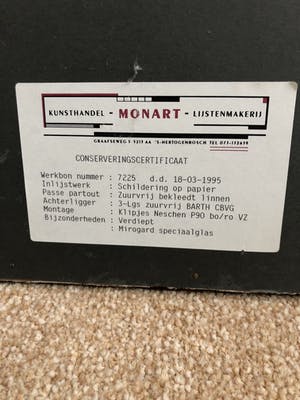 KUNSTHANDEL - MONART - LIJSTENMAKERIJ
GRAAFSEWEG 5 5213 AA 'S-HERTOGENBOSCH TEL
CONSERVERINGSCERTIFICAAT
Werkbon nummer : 7225 d.d. 18-03-1995
Inlijstwerk : Schildering op papier
Passe partout : Zuurvrij bekleedt linnen
Achterligger : 3-Lgs zuurvrij BARTH CBVG
Montage : Klipjes Neschen P90 bo/ro VZ
Bijzonderheden : Verdiept
: Mirogard speciaalglas